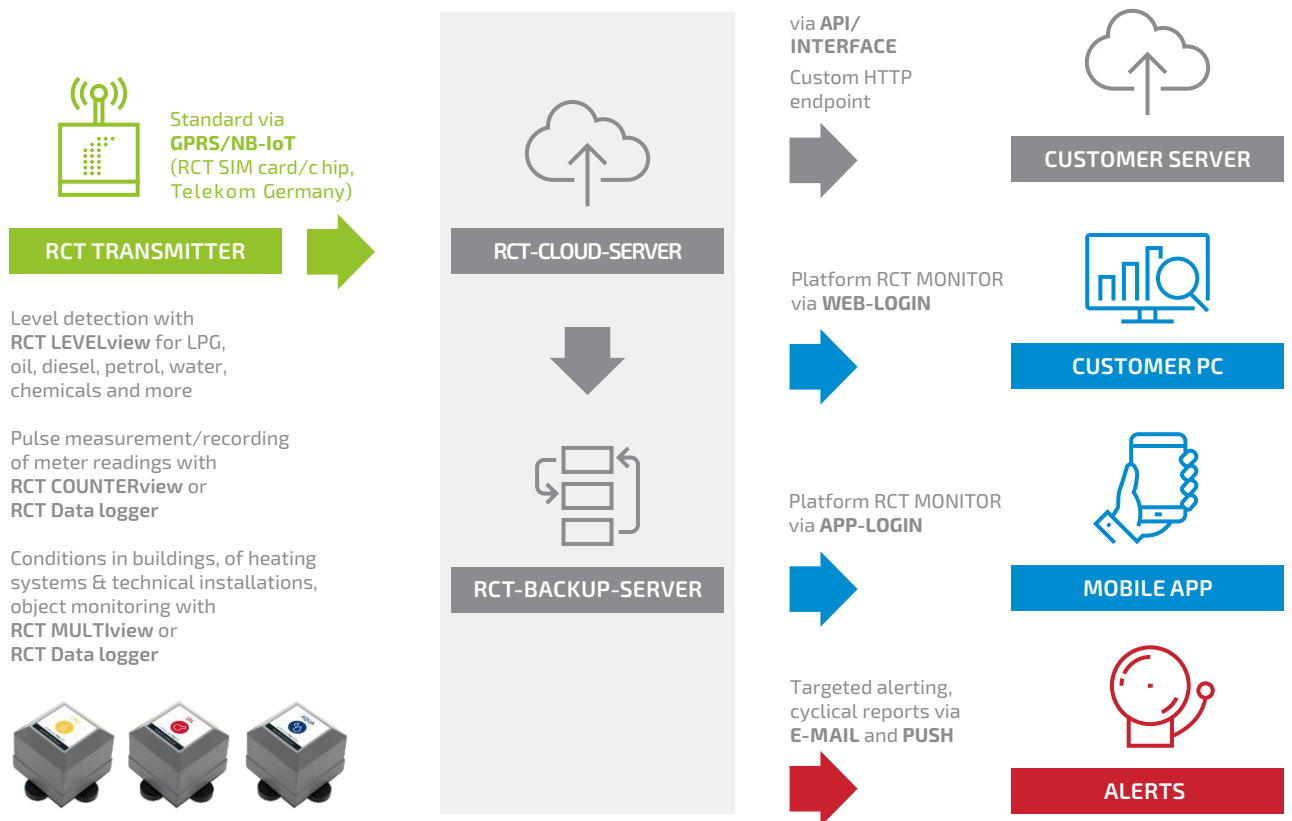 Standard via
GPRS/NB-IoT
(RCT SIM card/c hip,
Telekom Germany)
RCT TRANSMITTER
Level detection with
RCT LEVELview for LPG,
oil, diesel, petrol, water,
chemicals and more
Pulse measurement/recording
of meter readings with
RCT COUNTERview or
RCT Data logger
Conditions in buildings, of heating
systems & technical installations,
object monitoring with
RCT MULTIview or
RCT Data logger
LPG
OIL
AQUA
RCT-CLOUD-SERVER
RCT-BACKUP-SERVER
via API/
INTERFACE
Custom HTTP
endpoint
CUSTOMER SERVER
Platform RCT MONITOR
via WEB-LOGIN
CUSTOMER PC
Platform RCT MONITOR
via APP-LOGIN
MOBILE APP
Targeted alerting,
cyclical reports via
E-MAIL and PUSH
ALERTS